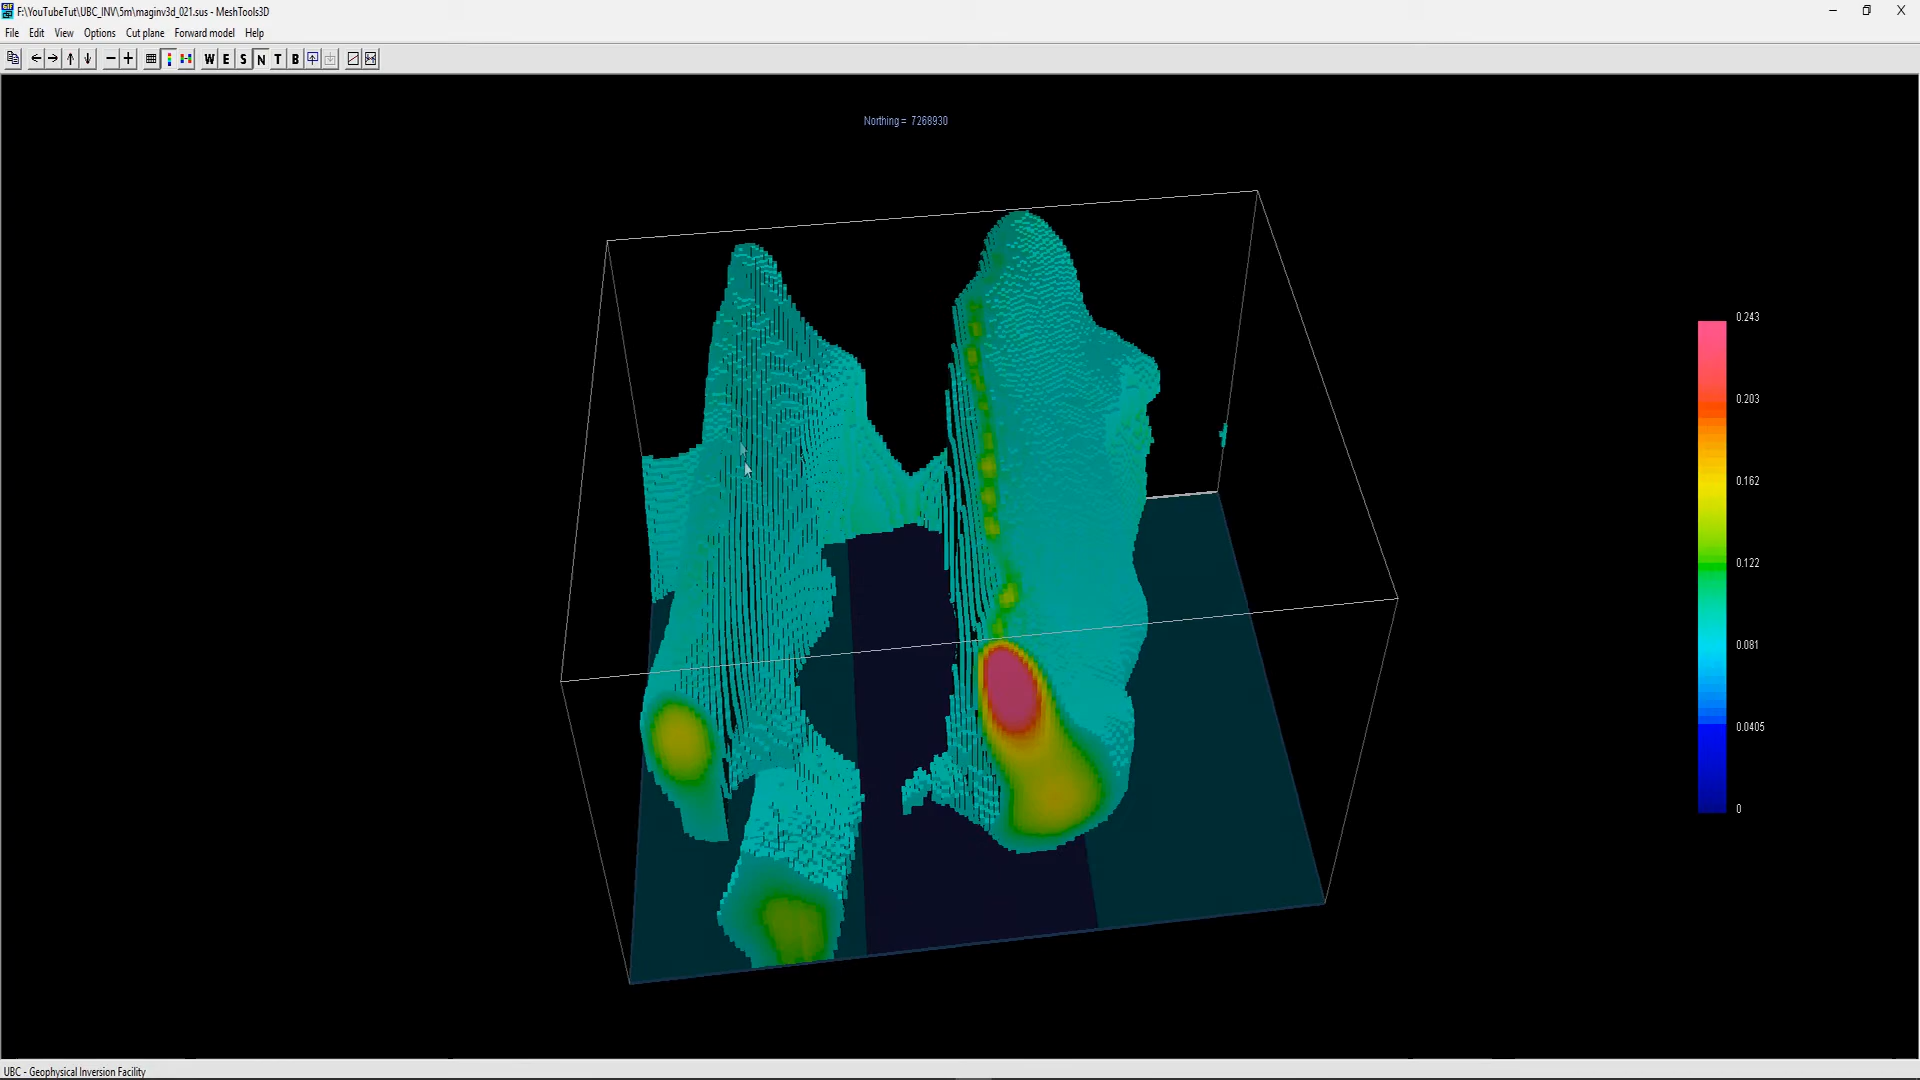 F:\YouTubeTut\UBC_INV\5m\maginv3d_021.sus - MeshTools3D
File Edit View Options Cut plane Forward model Help
W E S N T B
Northing = 7268930
0.243
0.203
0.162
0.122
0.081
0.0405
0
UBC - Geophysical Inversion Facility